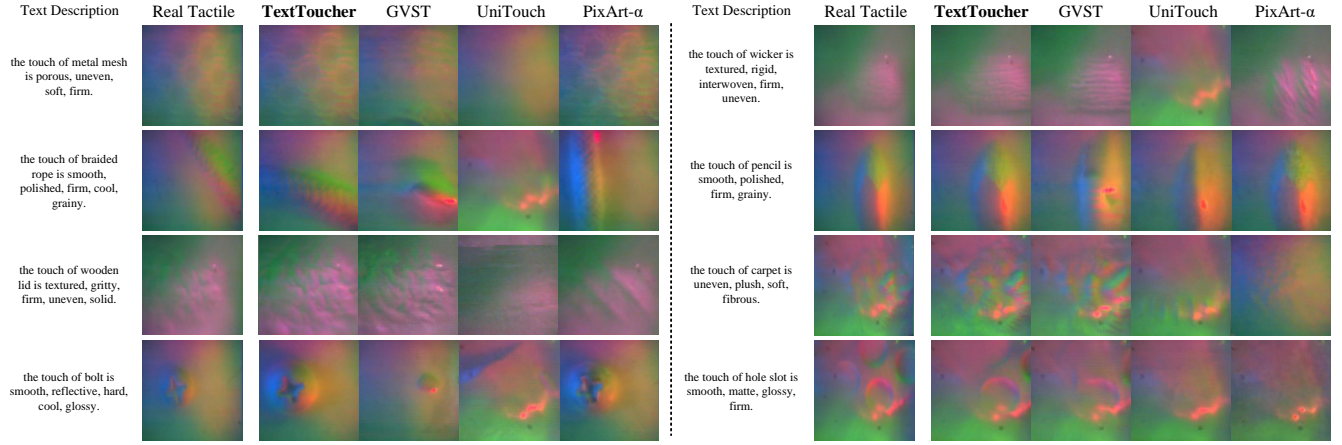 Text Description Real Tactile TextToucher GVST UniTouch PixArt-α
the touch of metal mesh
is porous, uneven,
soft, firm.
the touch of braided
rope is smooth,
polished, firm, cool,
grainy.
the touch of wooden
lid is textured, gritty,
firm, uneven, solid.
the touch of bolt is
smooth, reflective, hard,
cool, glossy.
Text Description Real Tactile TextToucher GVST UniTouch PixArt-α
the touch of wicker is
textured, rigid,
interwoven, firm,
uneven.
the touch of pencil is
smooth, polished,
firm, grainy.
the touch of carpet is
uneven, plush, soft,
fibrous.
the touch of hole slot is
smooth, matte, glossy,
firm.